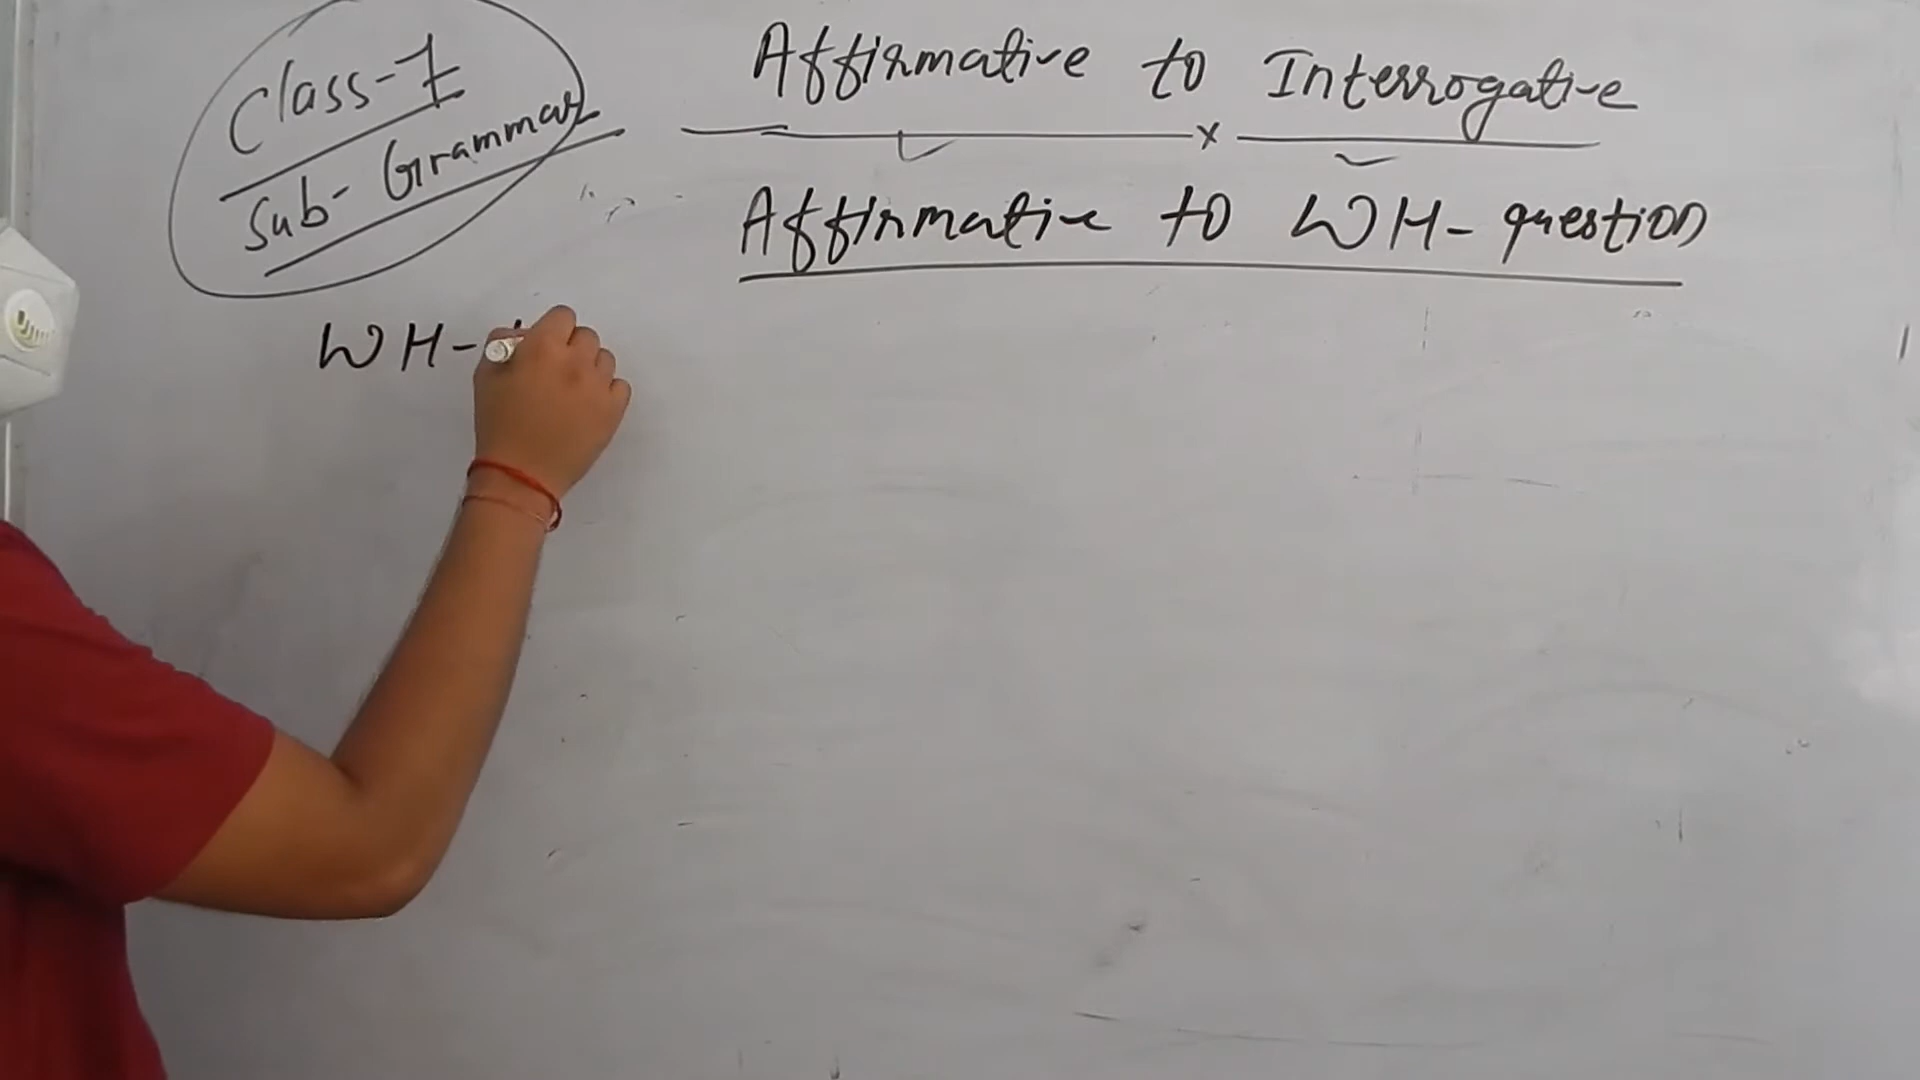 Class-7
Sub- Grammar
Affirmative to Interrogative
Affirmative to WH- question
WH-